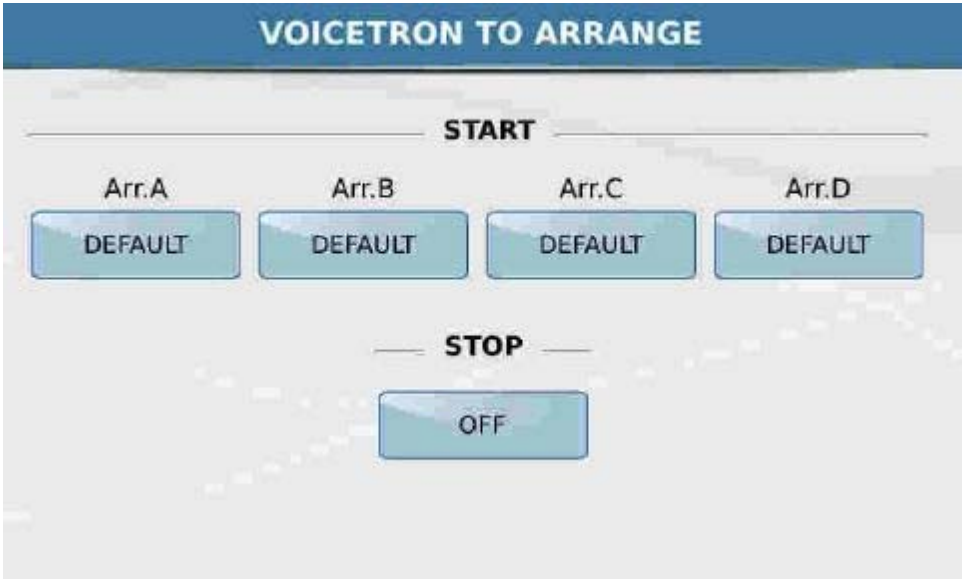 VOICETRON TO ARRANGE
START
Arr.A Arr.B Arr.C Arr.D
DEFAULT DEFAULT DEFAULT DEFAULT
STOP
OFF